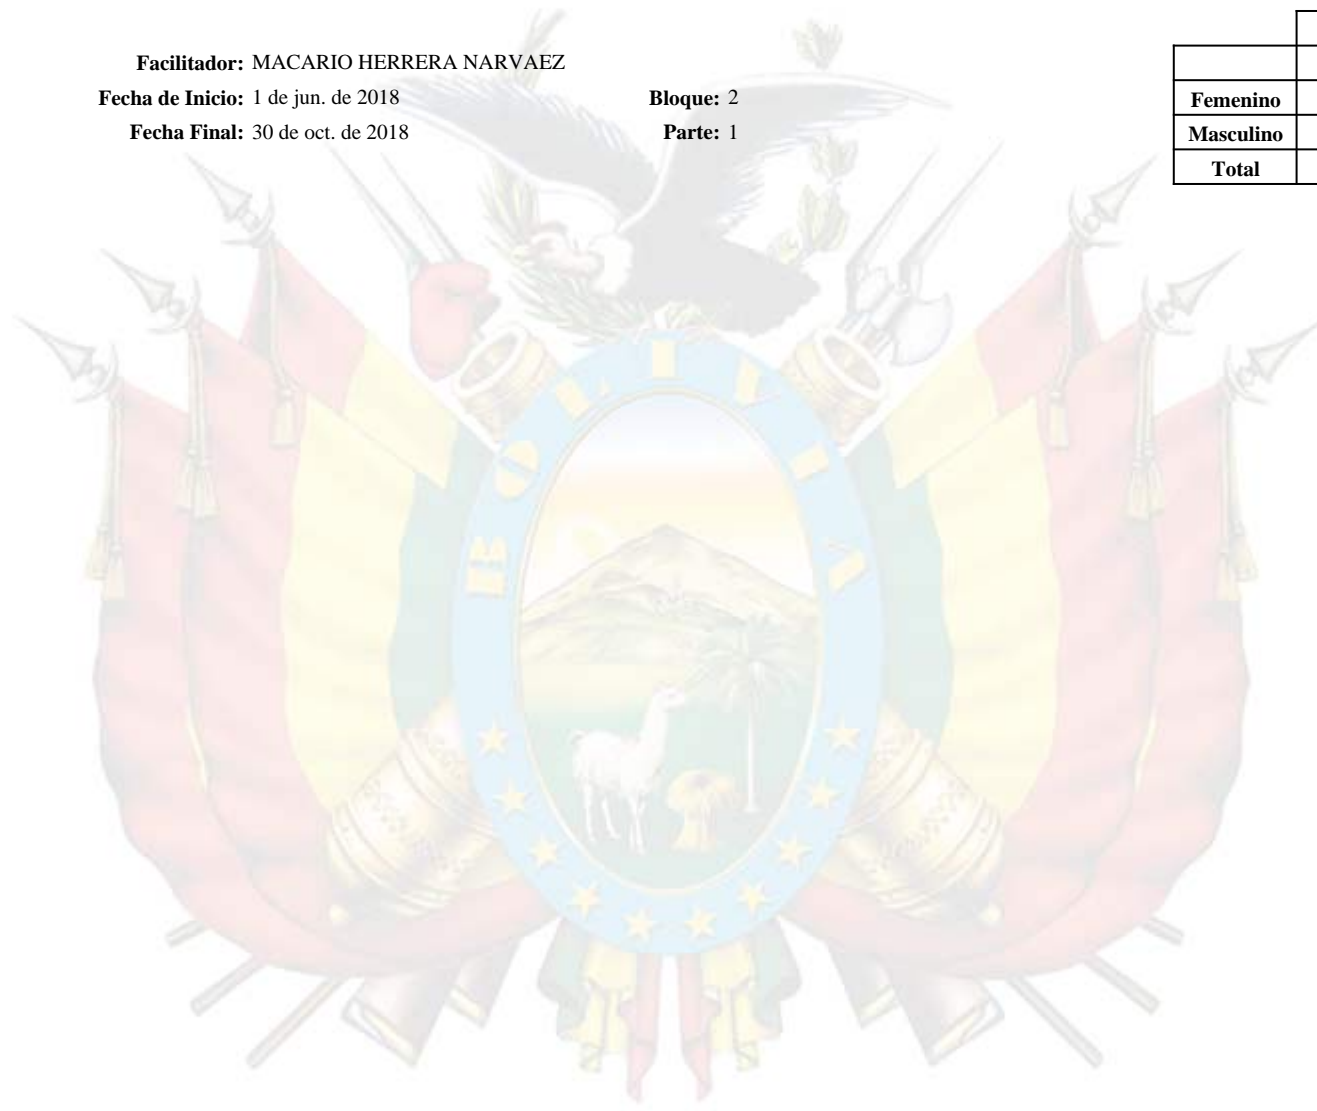 Facilitador: MACARIO HERRERA NARVAEZ
Fecha de Inicio: 1 de jun. de 2018 Bloque: 2
Fecha Final: 30 de oct. de 2018 Parte: 1
Femenino
Masculino
Total
BOLIVIA